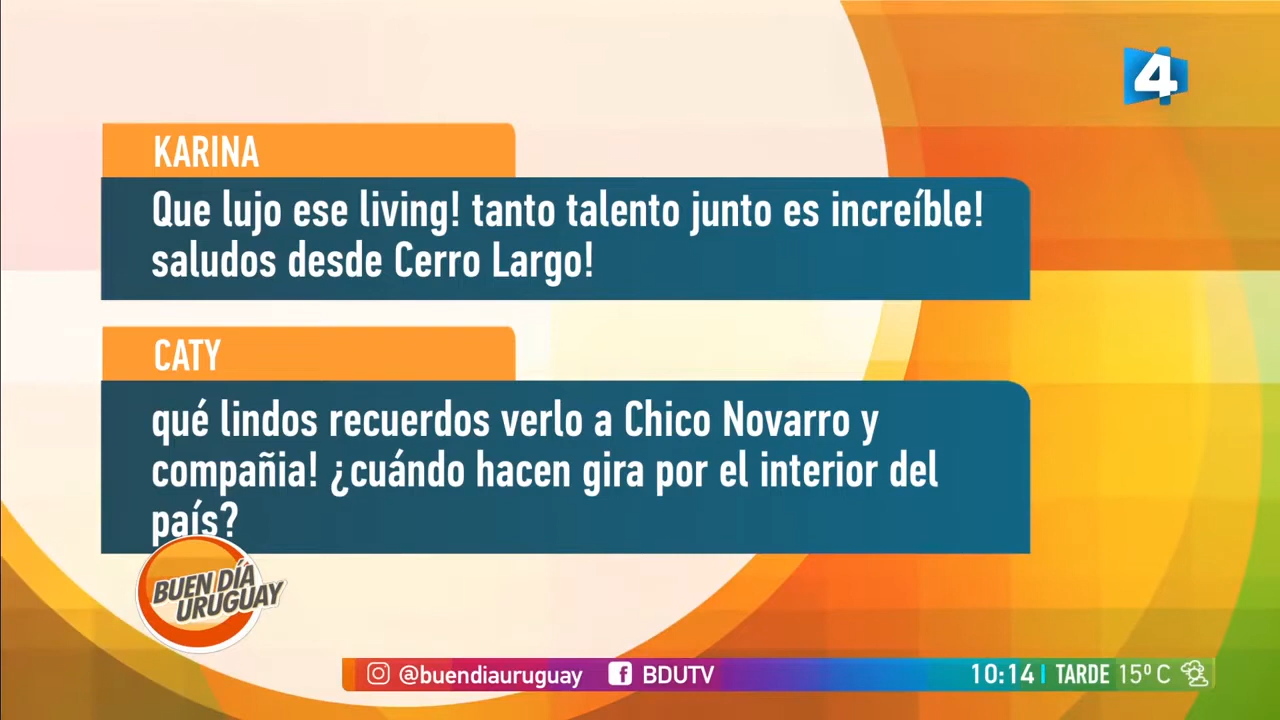 4
KARINA
Que lujo ese living! tanto talento junto es increíble!
saludos desde Cerro Largo!
CATY
qué lindos recuerdos verlo a Chico Novarro y
compañia! ¿cuándo hacen gira por el interior del
país?
BUEN DÍA
URUGUAY
@buendiauruguay BDUTV 10:14 TARDE 15º C